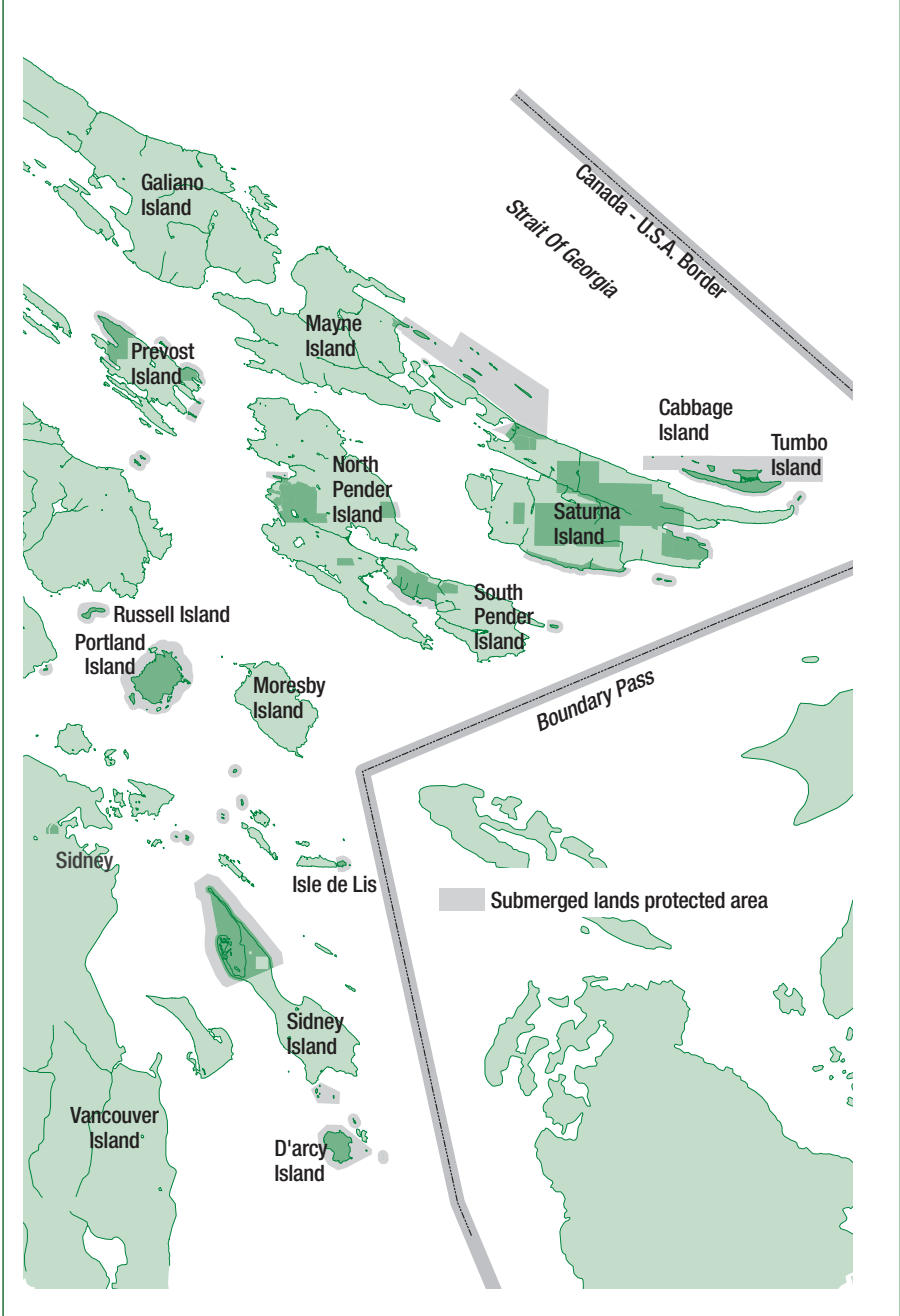 Galiano
Island
Canada - U.S.A. Border
Strait Of Georgia
Mayne
Island
Prevost
Island
Cabbage
Island
Tumbo
Island
North
Pender
Island
Saturna
Island
South
Pender
Island
Russell Island
Portland
Island
Moresby
Island
Boundary Pass
Sidney
Isle de Lis
Submerged lands protected area
Sidney
Island
Vancouver
Island
D'arcy
Island